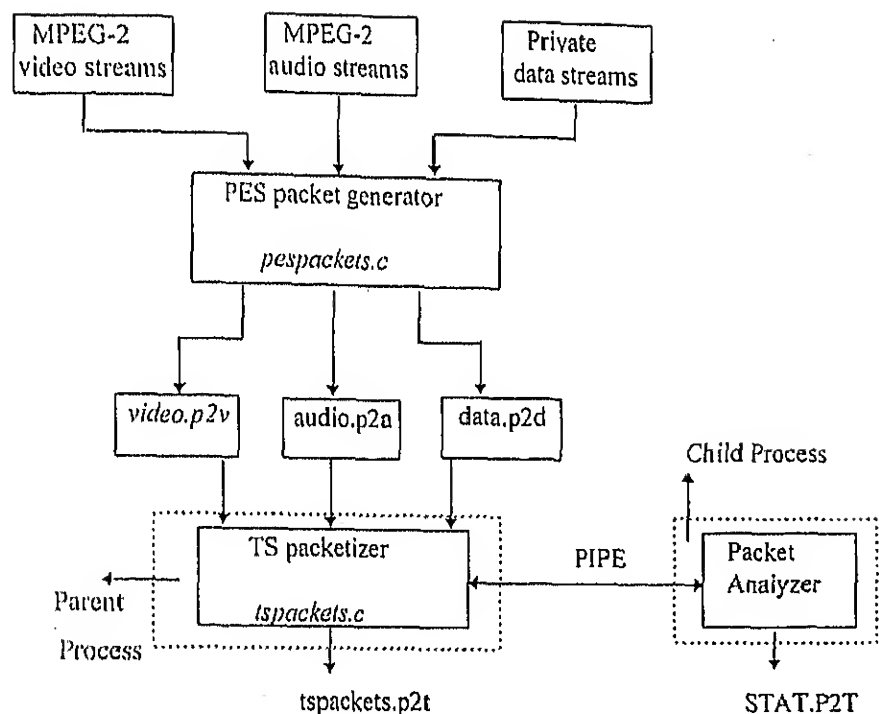 MPEG-2
video streams
MPEG-2
audio streams
Private
data streams
PES packet generator
pespackets.c
video.p2v
audio.p2a
data.p2d
Child Process
TS packetizer
tspackets.c
PIPE
Packet
Analyzer
Parent
Process
tspackets.p2t
STAT.P2T